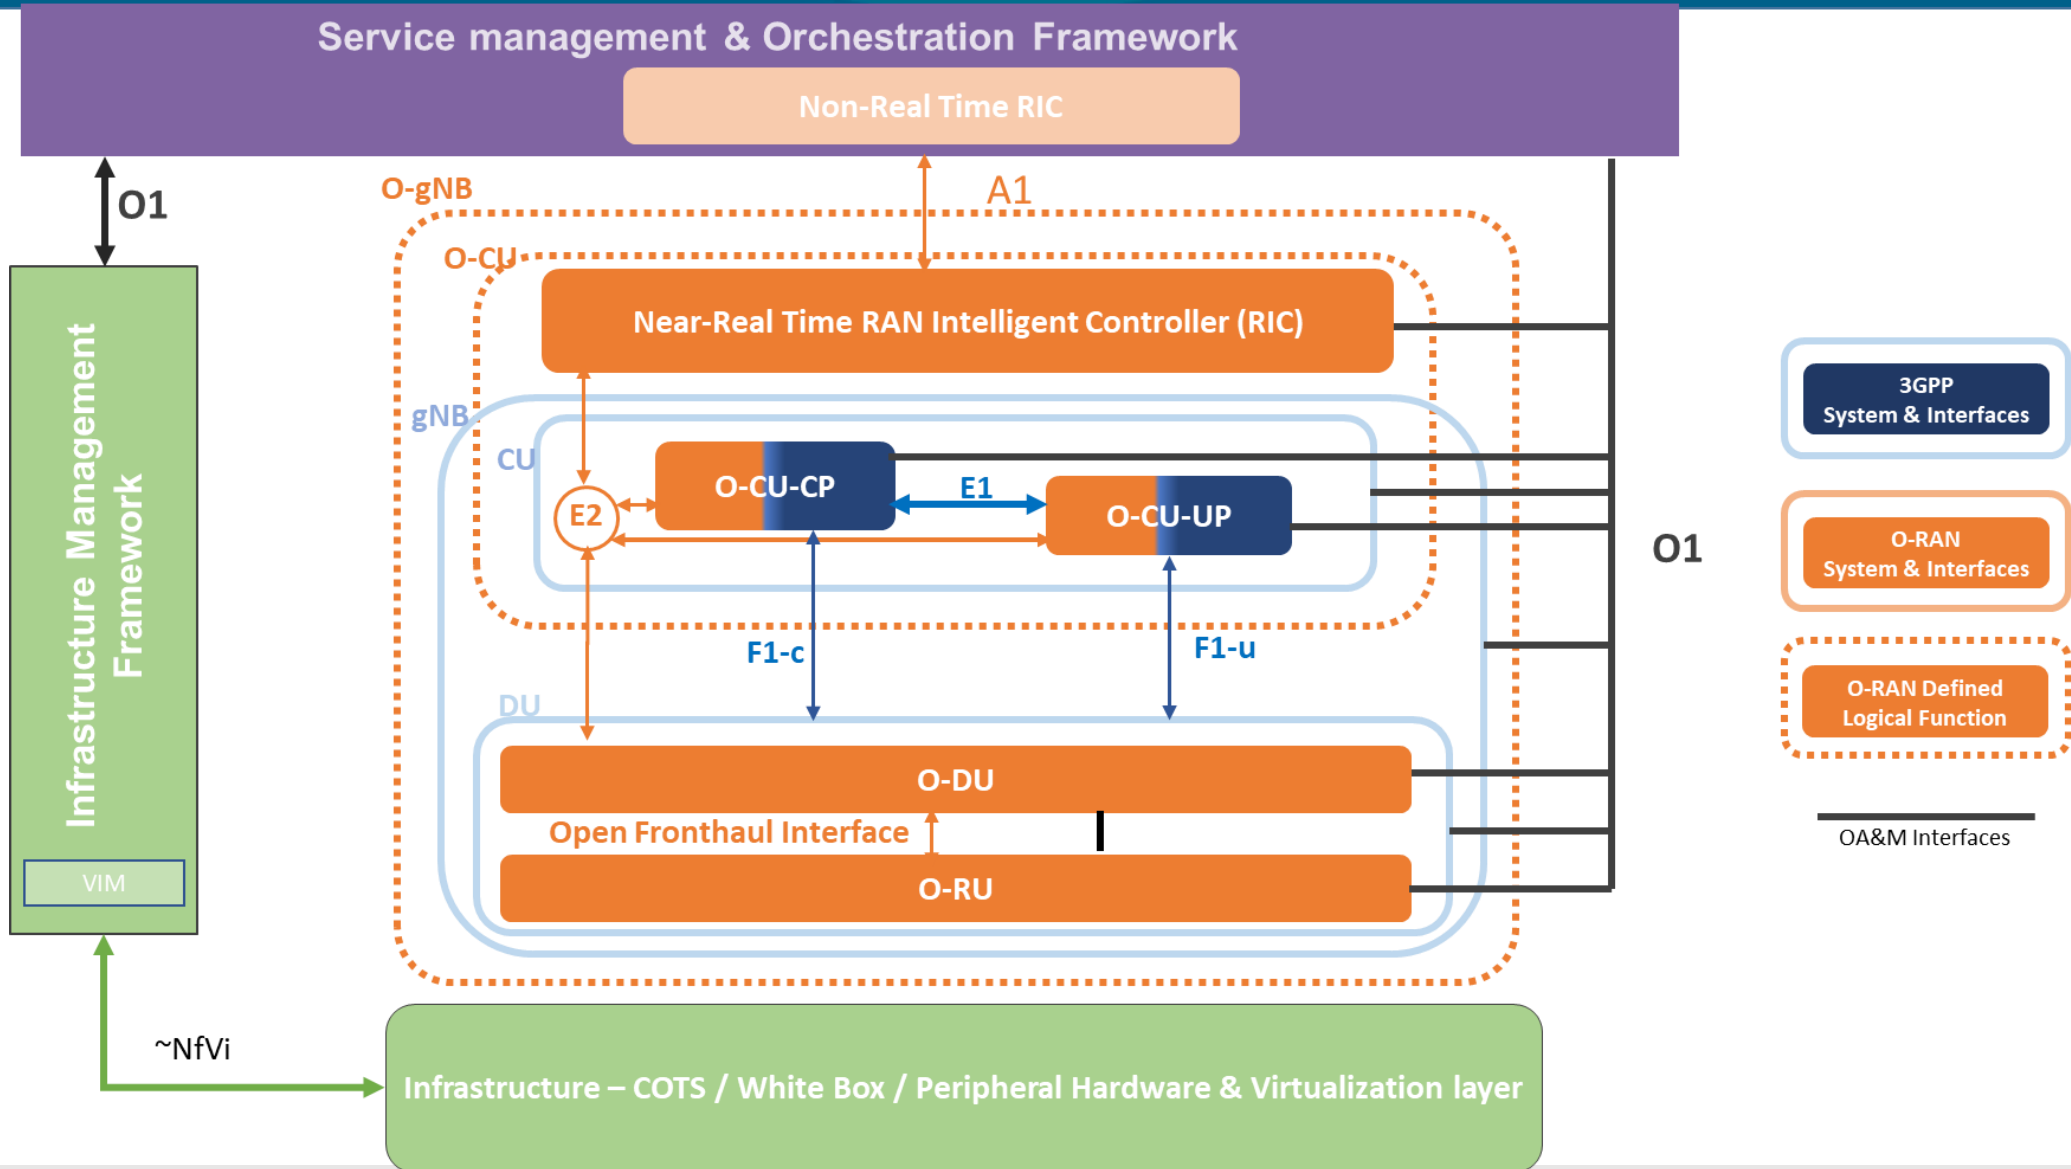 Service management & Orchestration Framework
Non-Real Time RIC
O1
O-gNB
A1
O-CU
Near-Real Time RAN Intelligent Controller (RIC)
gNB
CU
O-CU-CP
E1
E2
O-CU-UP
O1
F1-c
F1-u
DU
O-DU
Open Fronthaul Interface
O-RU
Infrastructure Management
Framework
VIM
~NfVi
Infrastructure – COTS / White Box / Peripheral Hardware & Virtualization layer
3GPP
System & Interfaces
O-RAN
System & Interfaces
O-RAN Defined
Logical Function
OA&M Interfaces